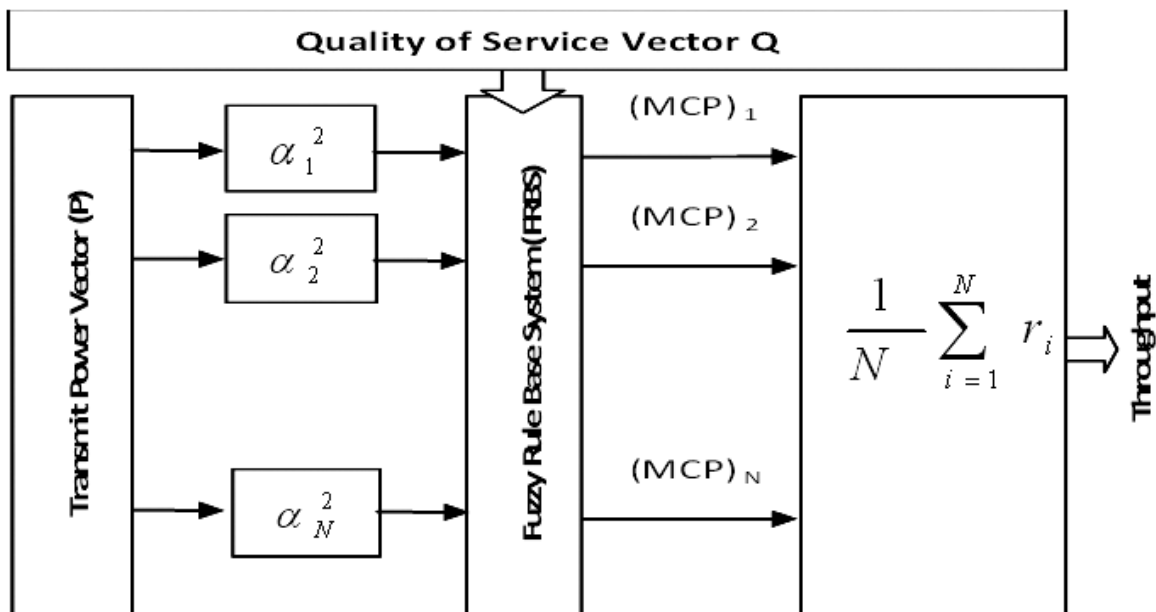 Quality of Service Vector Q
Transmit Power Vector (P)
α₁²
α₂²
α_N²
Fuzzy Rule Base System (FRBS)
(MCP) ₁
(MCP) ₂
(MCP) _N
1/N ∑_{i=1}^{N} r_i
Throughput